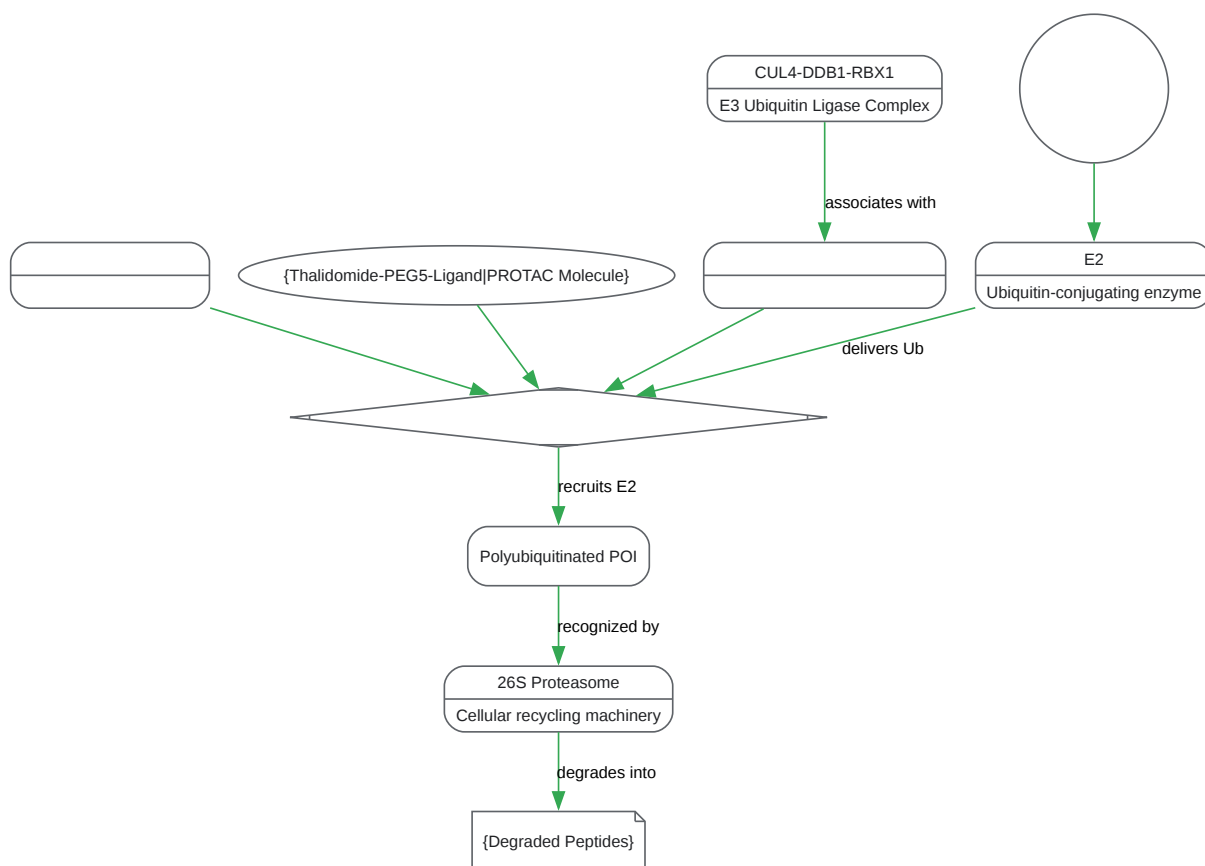 CUL4-DDB1-RBX1
E3 Ubiquitin Ligase Complex
associates with
{Thalidomide-PEG5-Ligand|PROTAC Molecule}
E2
Ubiquitin-conjugating enzyme
delivers Ub
recruits E2
Polyubiquitinated POI
recognized by
26S Proteasome
Cellular recycling machinery
degrades into
{Degraded Peptides}